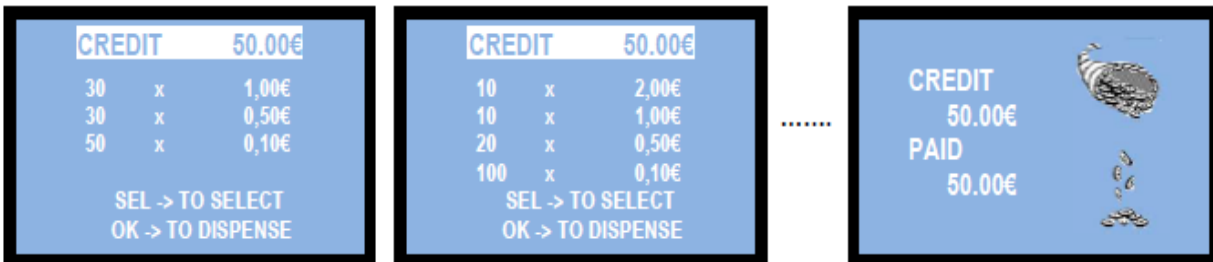 CREDIT 50.00€
30 x 1,00€
30 x 0,50€
50 x 0,10€
SEL -> TO SELECT
OK -> TO DISPENSE
CREDIT 50.00€
10 x 2,00€
10 x 1,00€
20 x 0,50€
100 x 0,10€
SEL -> TO SELECT
OK -> TO DISPENSE
.......
CREDIT
50.00€
PAID
50.00€